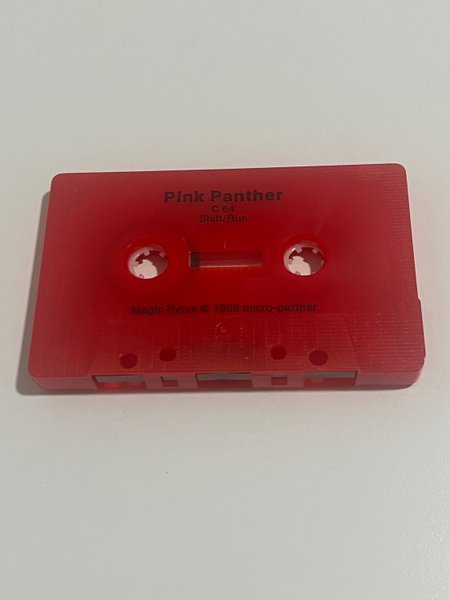 Pink Panther
C 64
Shift/Run
Magic Bytes © 1988 micro-partner